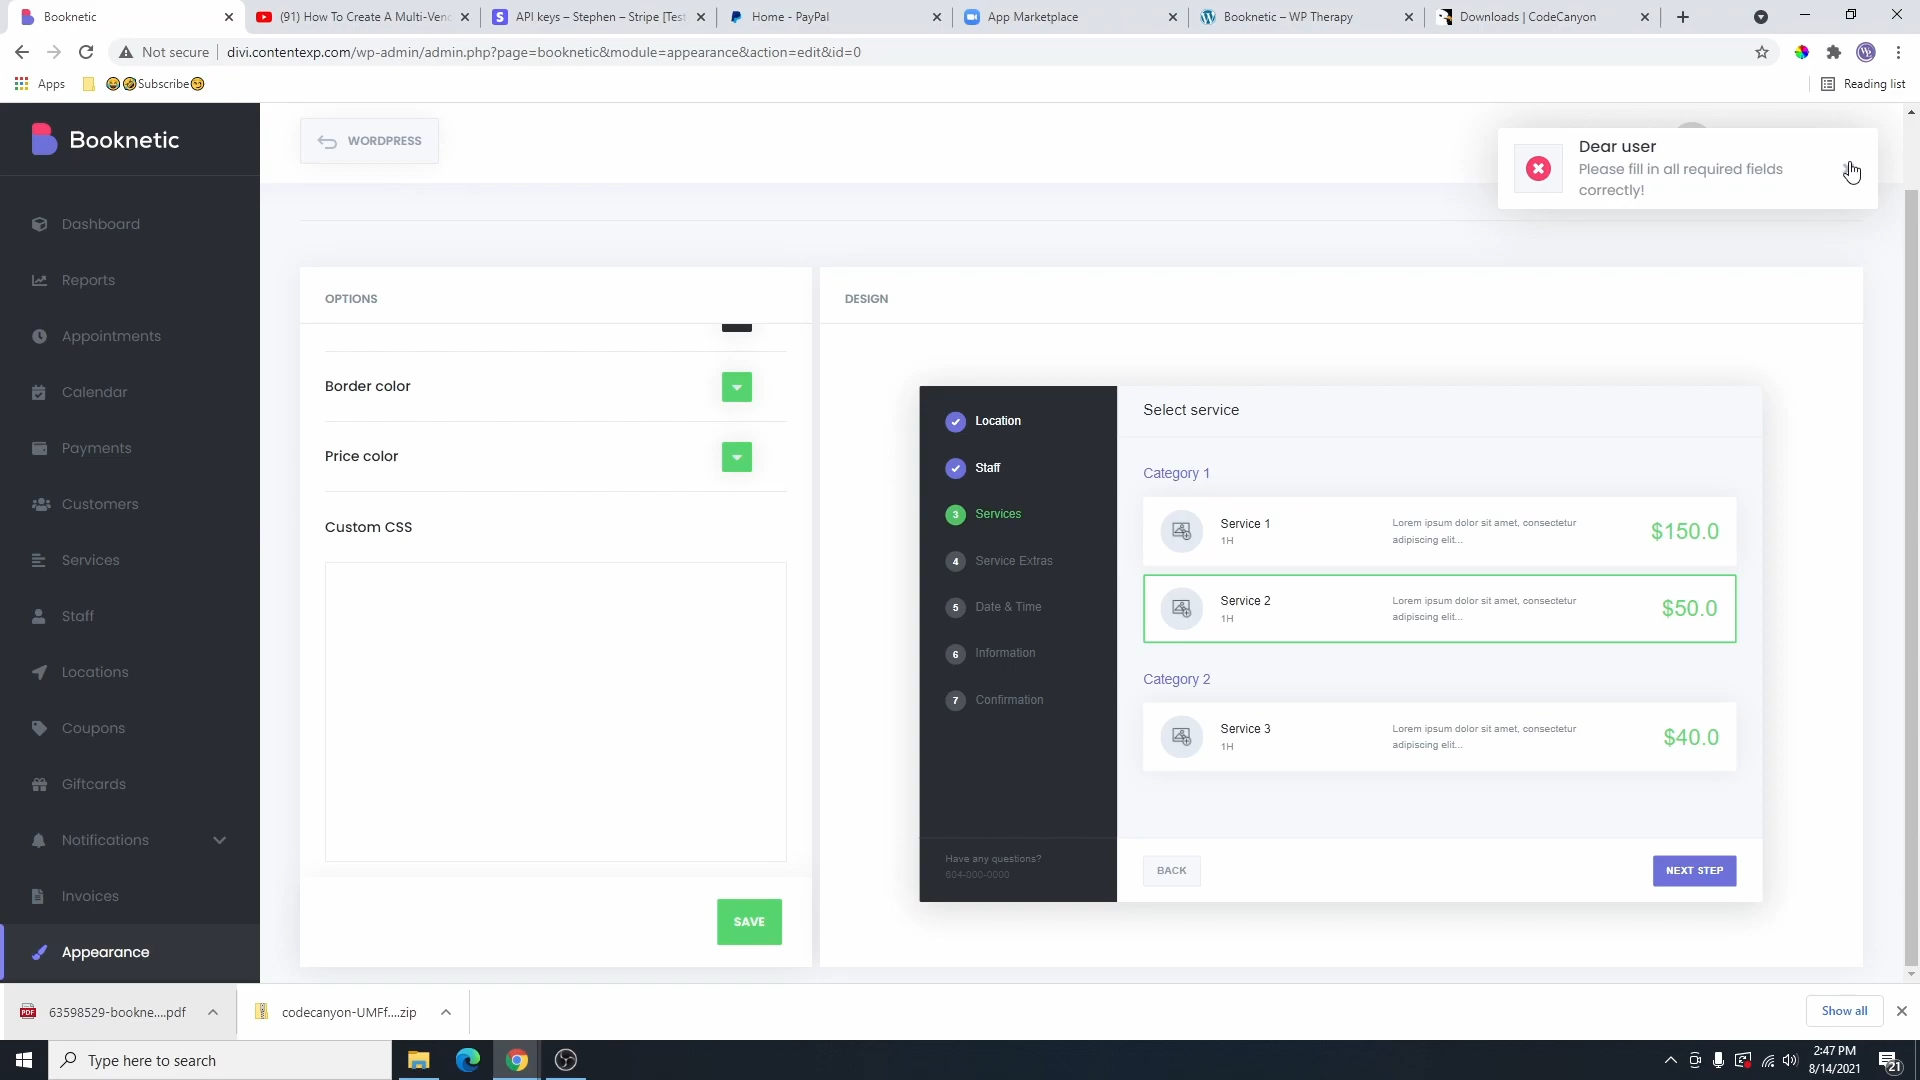 Booknetic
(91) How To Create A Multi-Vend
API keys – Stephen – Stripe [Test
Home - PayPal
App Marketplace
Booknetic – WP Therapy
Downloads | CodeCanyon
Not secure
divi.contentexp.com/wp-admin/admin.php?page=booknetic&module=appearance&action=edit&id=0
Apps
😄🤣Subscribe😏
Reading list
Booknetic
WORDPRESS
Dear user
Please fill in all required fields
correctly!
Dashboard
Reports
Appointments
Calendar
Payments
Customers
Services
Staff
Locations
Coupons
Giftcards
Notifications
Invoices
Appearance
OPTIONS
Border color
Price color
Custom CSS
SAVE
DESIGN
Location
Staff
3 Services
4 Service Extras
5 Date & Time
6 Information
7 Confirmation
Have any questions?
604-000-0000
Select service
Category 1
Service 1
1H
Lorem ipsum dolor sit amet, consectetur
adipiscing elit...
$150.0
Service 2
1H
Lorem ipsum dolor sit amet, consectetur
adipiscing elit...
$50.0
Category 2
Service 3
1H
Lorem ipsum dolor sit amet, consectetur
adipiscing elit...
$40.0
BACK
NEXT STEP
63598529-bookne....pdf
codecanyon-UMFf....zip
Show all
Type here to search
2:47 PM
8/14/2021
21